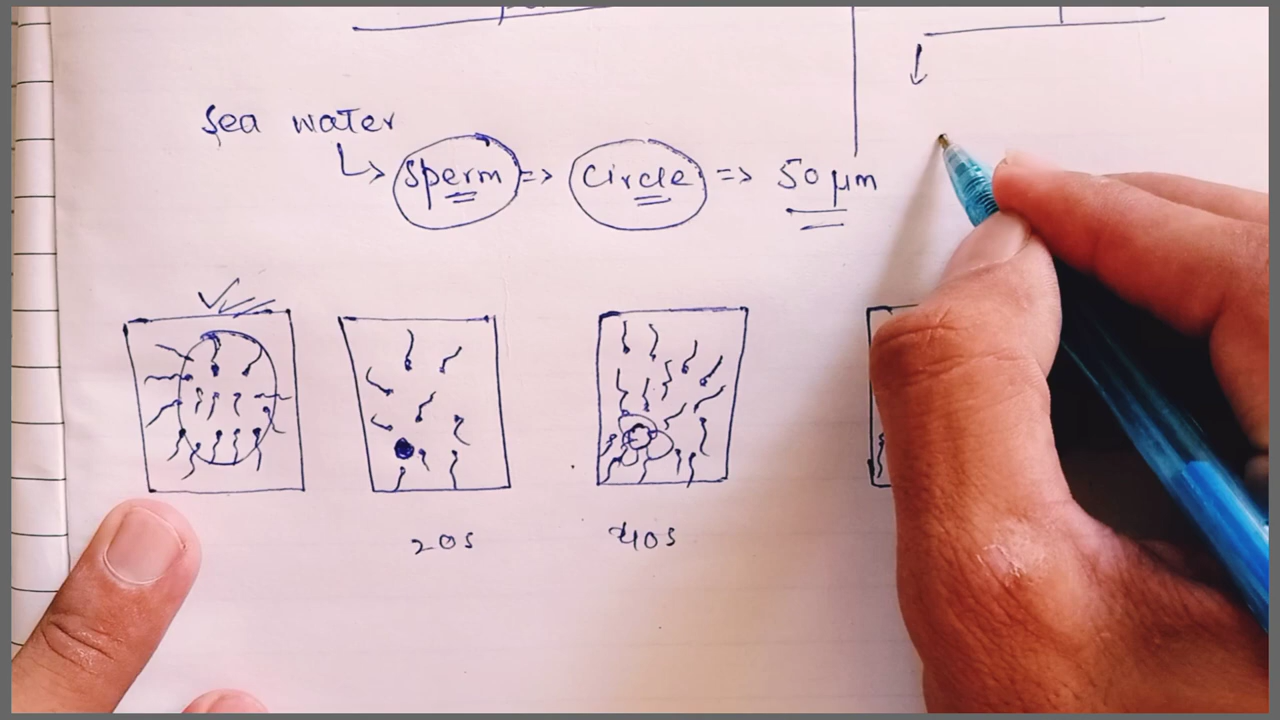 Sea water
↳ Sperm => Circle => 50 μm
20s
40s